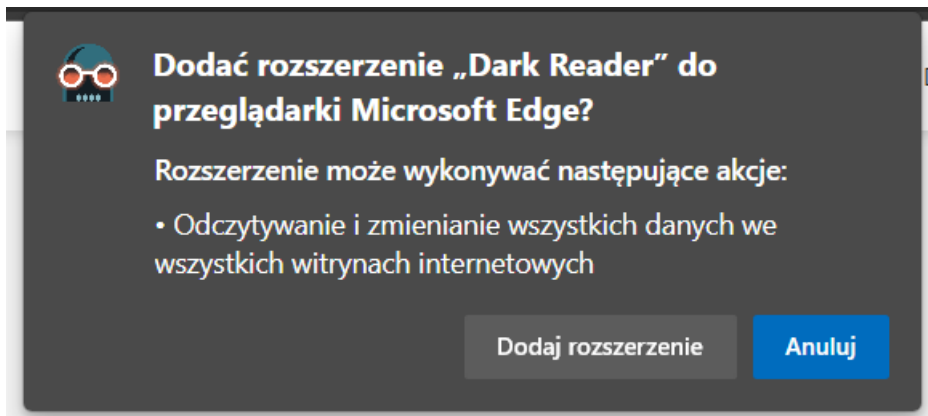 Dodać rozszerzenie „Dark Reader” do
przeglądarki Microsoft Edge?
Rozszerzenie może wykonywać następujące akcje:
• Odczytywanie i zmienianie wszystkich danych we
wszystkich witrynach internetowych
Dodaj rozszerzenie Anuluj